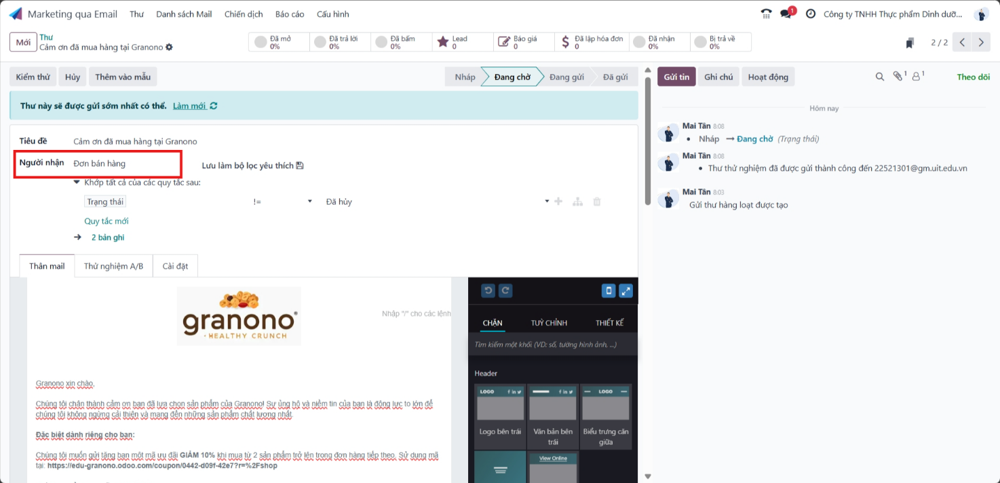 Marketing qua Email Thư Danh sách Mail Chiến dịch Báo cáo Cấu hình 1 Công ty TNHH Thực phẩm Dinh dưỡ...
Mới Thư
Cảm ơn đã mua hàng tại Granono
Đã mở 0%
Đã trả lời 0%
Đã bấm 0%
Lead 0
Báo giá 0
Đã lập hóa đơn 0
Đã nhận 0%
Bị trả về 0%
2 / 2
Kiểm thử Hủy Thêm vào mẫu Nháp Đang chờ Đang gửi Đã gửi
Thư này sẽ được gửi sớm nhất có thể. Làm mới
Tiêu đề Cảm ơn đã mua hàng tại Granono
Người nhận Đơn bán hàng Lưu làm bộ lọc yêu thích
Khớp tất cả của các quy tắc sau:
Trạng thái != Đã hủy
Quy tắc mới
2 bản ghi
Thân mail Thử nghiệm A/B Cài đặt
granono®
HEALTHY CRUNCH
Nhập "/" cho các lệnh
Granono xin chào,
Chúng tôi chân thành cảm ơn bạn đã lựa chọn sản phẩm của Granono! Sự ủng hộ và niềm tin của bạn là động lực to lớn để
chúng tôi không ngừng cải thiện và mang đến những sản phẩm chất lượng nhất.
Đặc biệt dành riêng cho bạn:
Chúng tôi muốn gửi tặng bạn một mã ưu đãi GIẢM 10% khi mua từ 2 sản phẩm trở lên trong đơn hàng tiếp theo. Sử dụng mã
tại: https://edu-granono.odoo.com/coupon/0442-d09f-42e7?r=%2Fshop
CHẶN TUỲ CHỈNH THIẾT KẾ
Tìm kiếm một khối (VD: số, tường hình ảnh, ...)
Header
LOGO LOGO
Logo bên trái
Văn bản bên trái
Biểu trưng căn giữa
View Online
Gửi tin Ghi chú Hoạt động 1 1 Theo dõi
Hôm nay
Mai Tân 8:08
Nháp → Đang chờ (Trạng thái)
Mai Tân 8:08
Thư thử nghiệm đã được gửi thành công đến 22521301@gm.uit.edu.vn
Mai Tân 8:03
Gửi thư hàng loạt được tạo